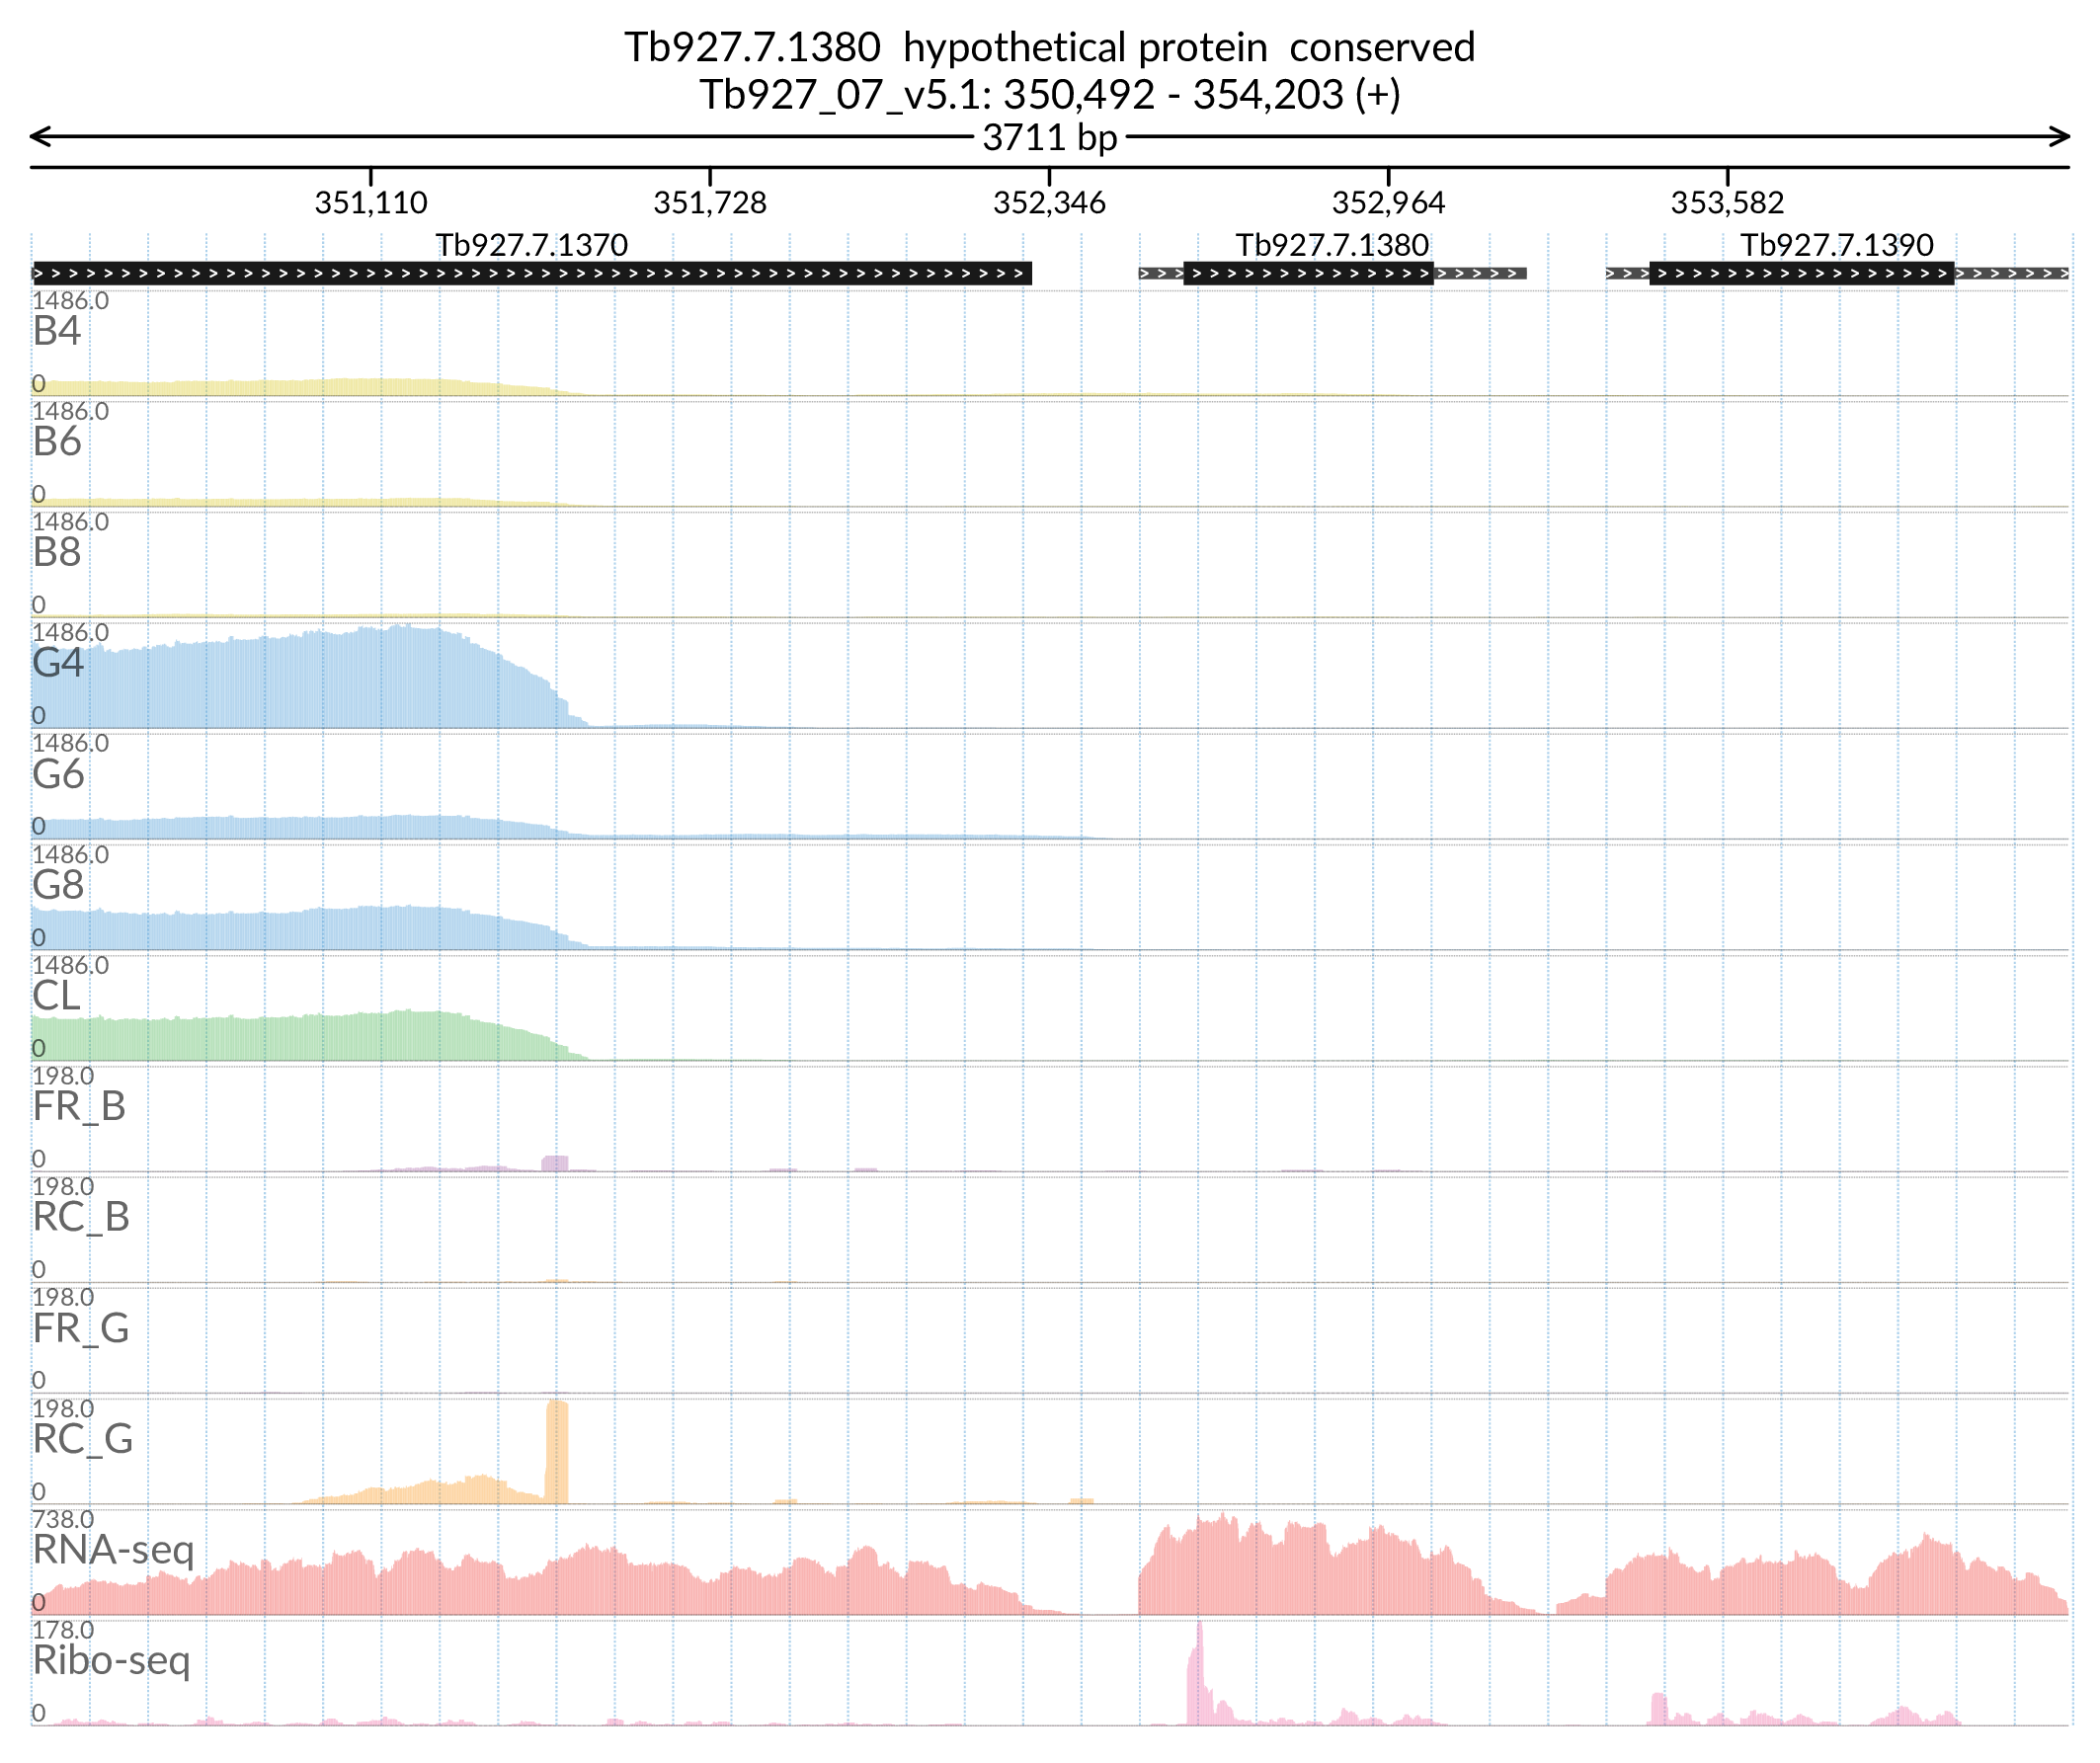 Tb927.7.1380 hypothetical protein conserved
Tb927_07_v5.1: 350,492 - 354,203 (+)
3711 bp
351,110 351,728 352,346 352,964 353,582
Tb927.7.1370 Tb927.7.1380 Tb927.7.1390
1486.0
B4
0
1486.0
B6
0
1486.0
B8
0
1486.0
G4
0
1486.0
G6
0
1486.0
G8
0
1486.0
CL
0
198.0
FR_B
0
198.0
RC_B
0
198.0
FR_G
0
198.0
RC_G
0
738.0
RNA-seq
0
178.0
Ribo-seq
0